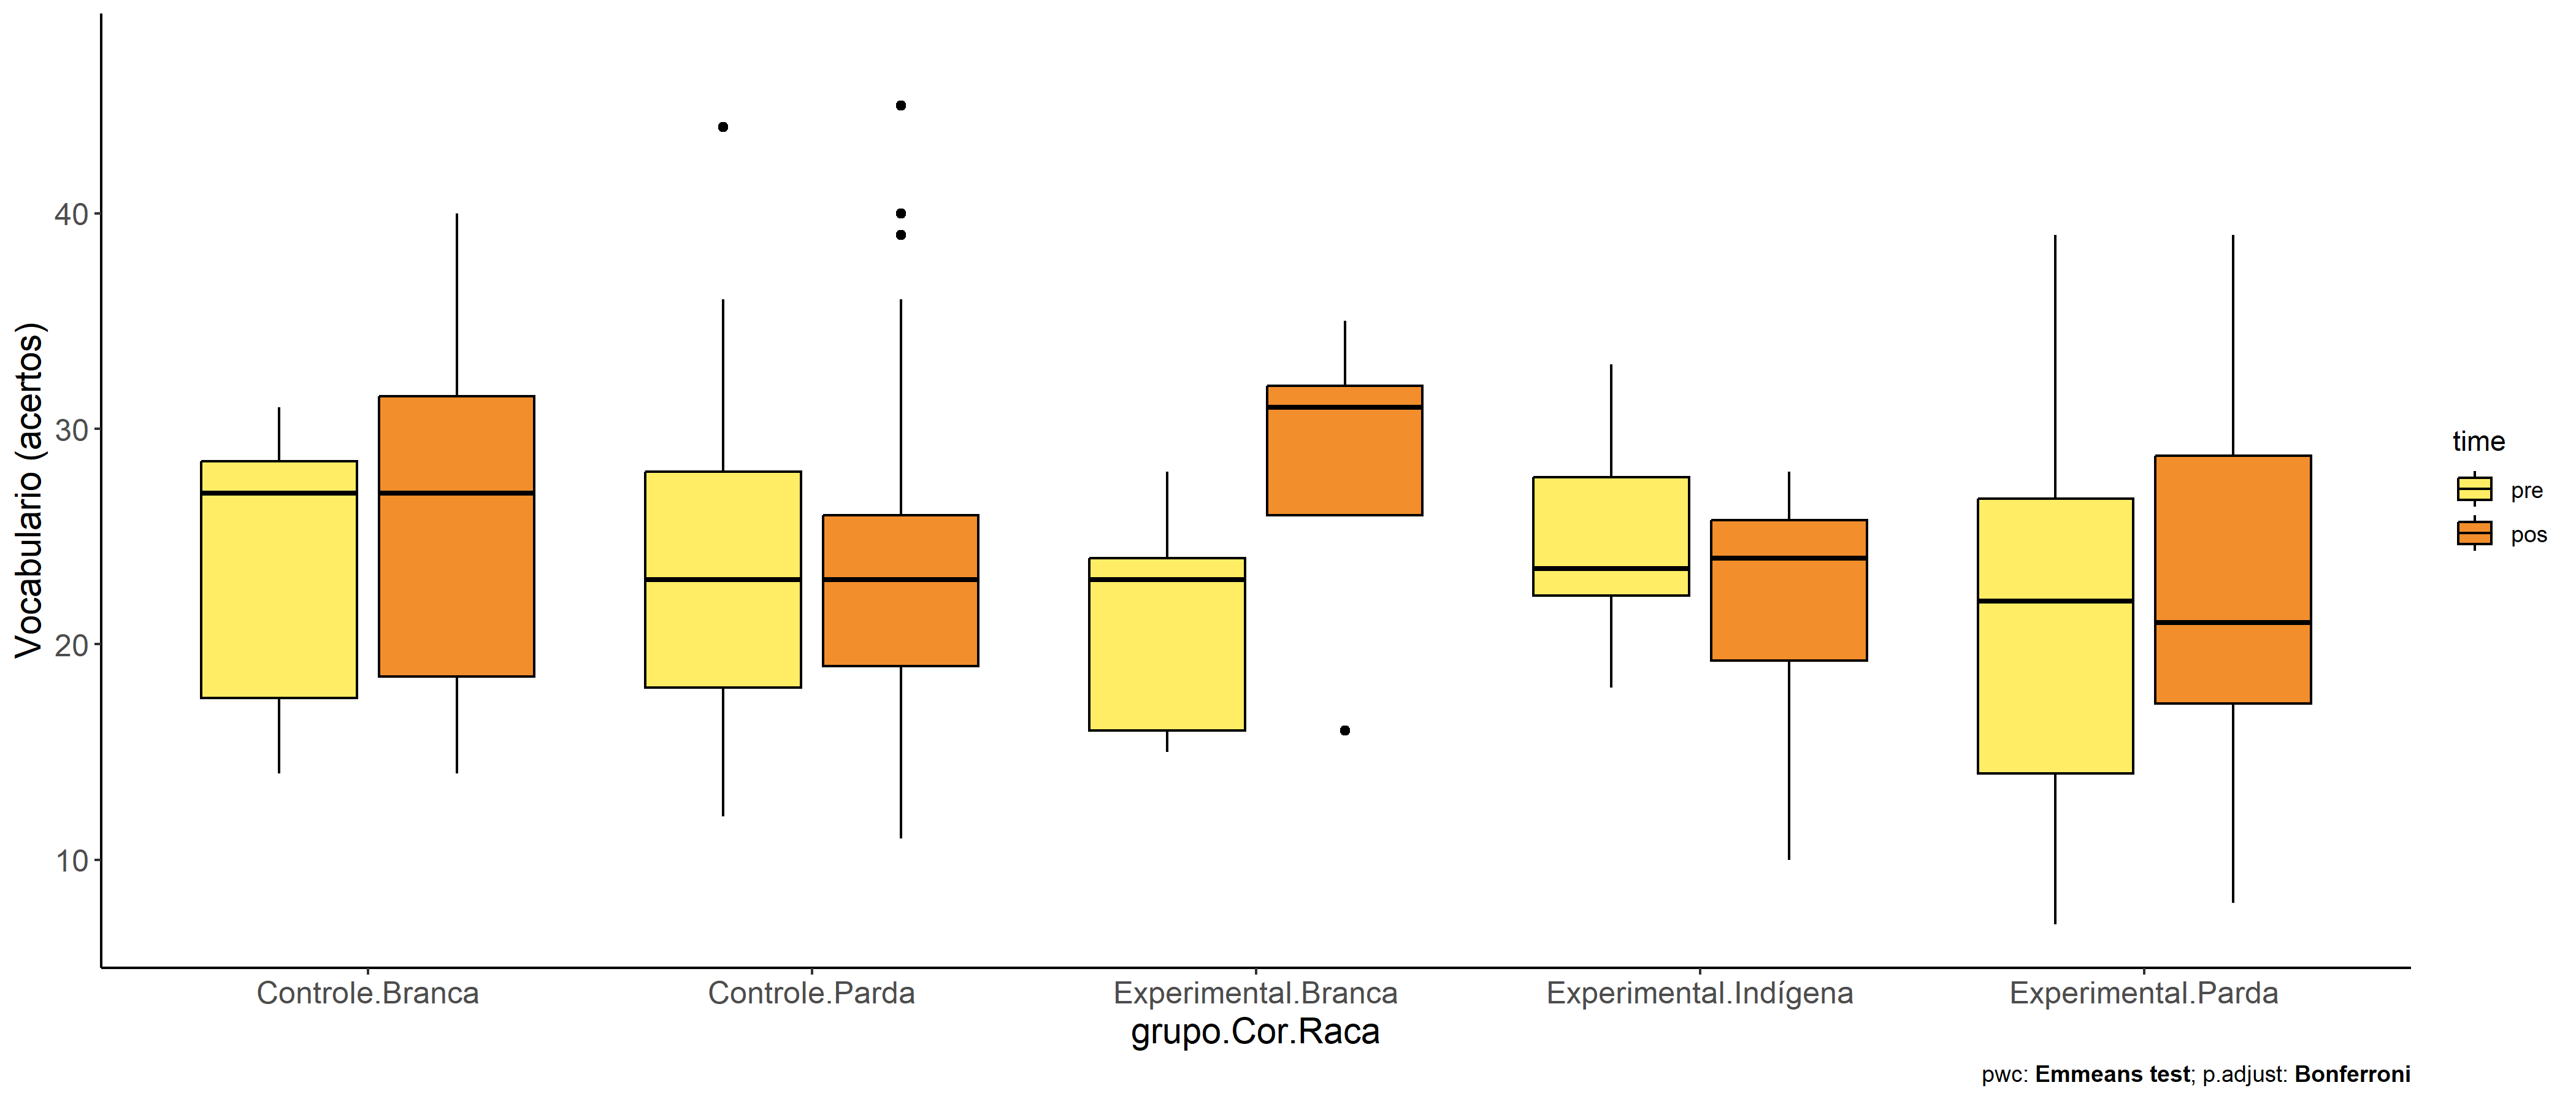 Vocabulario (acertos)
40
30
20
10
Controle.Branca
Controle.Parda
Experimental.Branca
Experimental.Indígena
Experimental.Parda
grupo.Cor.Raca
time
pre
pos
pwc: Emmeans test; p.adjust: Bonferroni